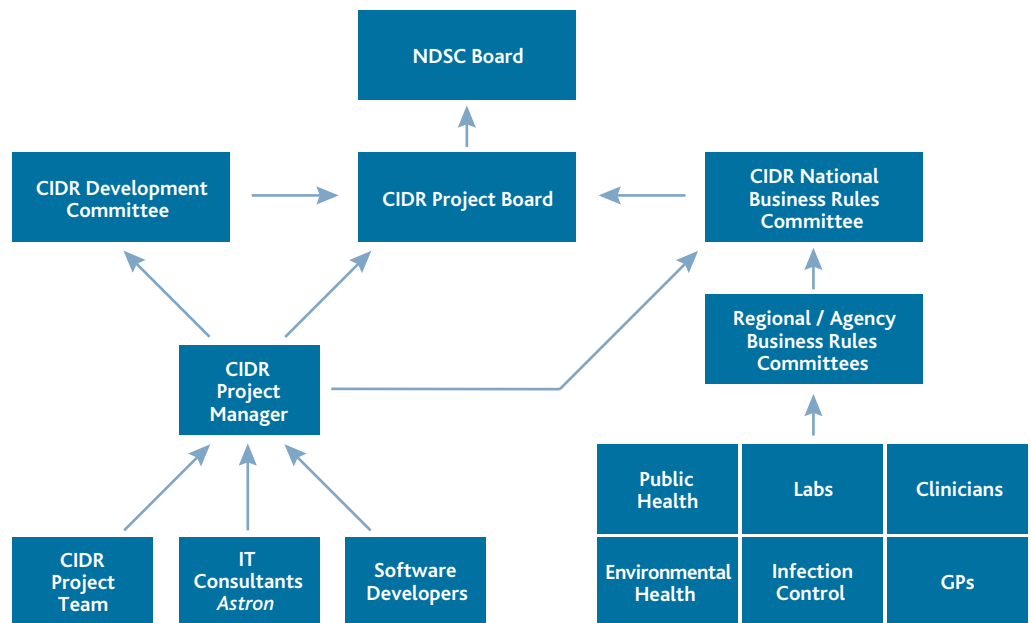 NDSC Board
CIDR Development
Committee
CIDR Project Board
CIDR National
Business Rules
Committee
Regional / Agency
Business Rules
Committees
CIDR
Project
Manager
Public
Health
Labs
Clinicians
CIDR
Project
Team
IT
Consultants
Astron
Software
Developers
Environmental
Health
Infection
Control
GPs